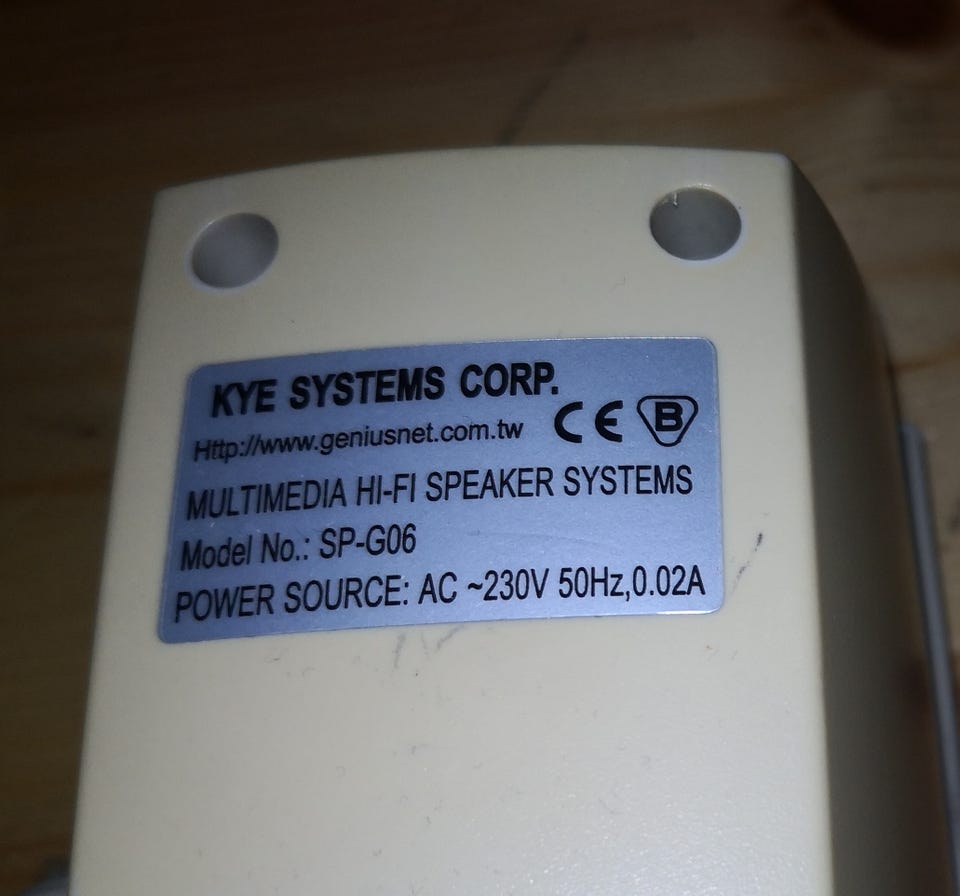 KYE SYSTEMS CORP.
Http://www.geniusnet.com.tw CE B
MULTIMEDIA HI-FI SPEAKER SYSTEMS
Model No.: SP-G06
POWER SOURCE: AC ~230V 50Hz,0.02A